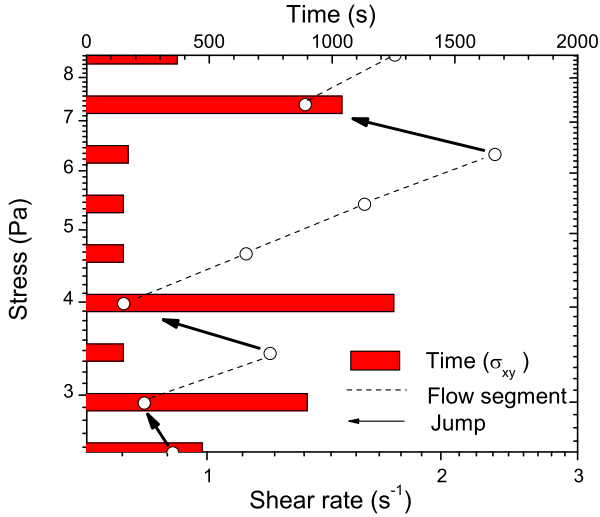 Time (s)
0 500 1000 1500 2000
8
7
6
5
4
3
Stress (Pa)
Time (σxy )
Flow segment
Jump
1 2 3
Shear rate (s-1)